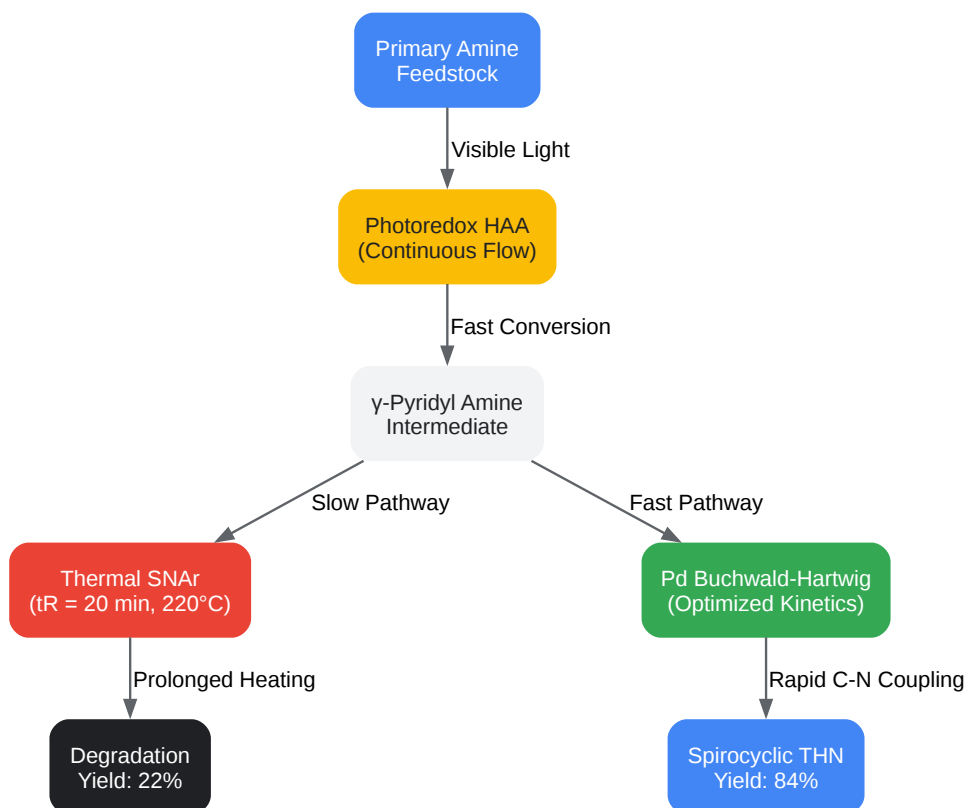 Primary Amine
Feedstock
Visible Light
Photoredox HAA
(Continuous Flow)
Fast Conversion
γ-Pyridyl Amine
Intermediate
Slow Pathway
Fast Pathway
Thermal SNAr
(tR = 20 min, 220°C)
Pd Buchwald-Hartwig
(Optimized Kinetics)
Prolonged Heating
Rapid C-N Coupling
Degradation
Yield: 22%
Spirocyclic THN
Yield: 84%